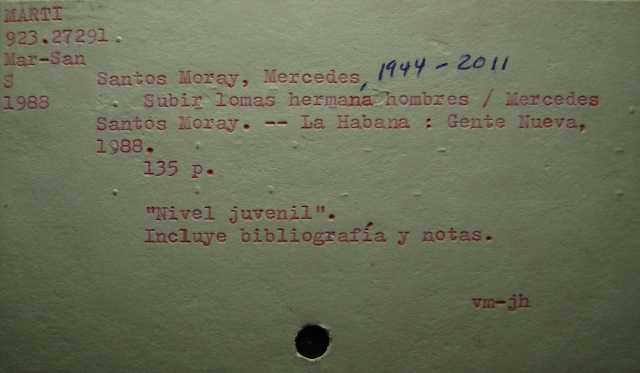 MARTI
923.27291.
Mar-San
S Santos Moray, Mercedes, 1944-2011
1988 Subir lomas hermana hombres / Mercedes
Santos Moray. -- La Habana : Gente Nueva,
1988.
135 p.
"Nivel juvenil".
Incluye bibliografía y notas.
vm-jh